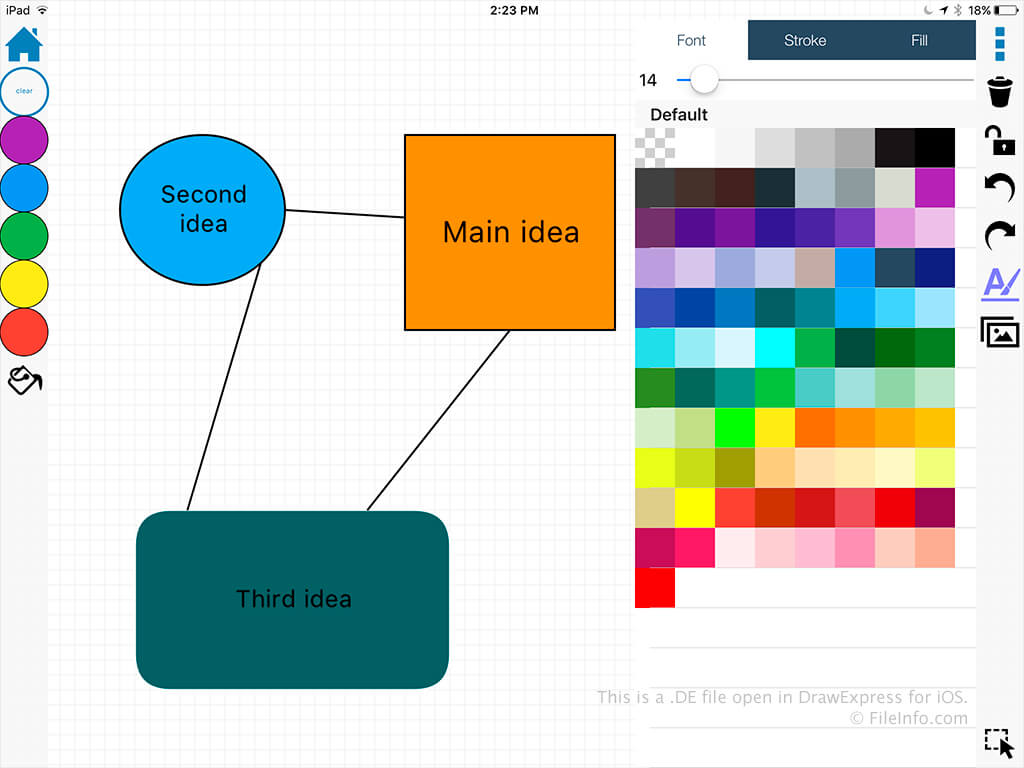 iPad 2:23 PM 18%
Font Stroke Fill
14
clear
Default
Second
idea
Main idea
Third idea
This is a .DE file open in DrawExpress for iOS.
© FileInfo.com